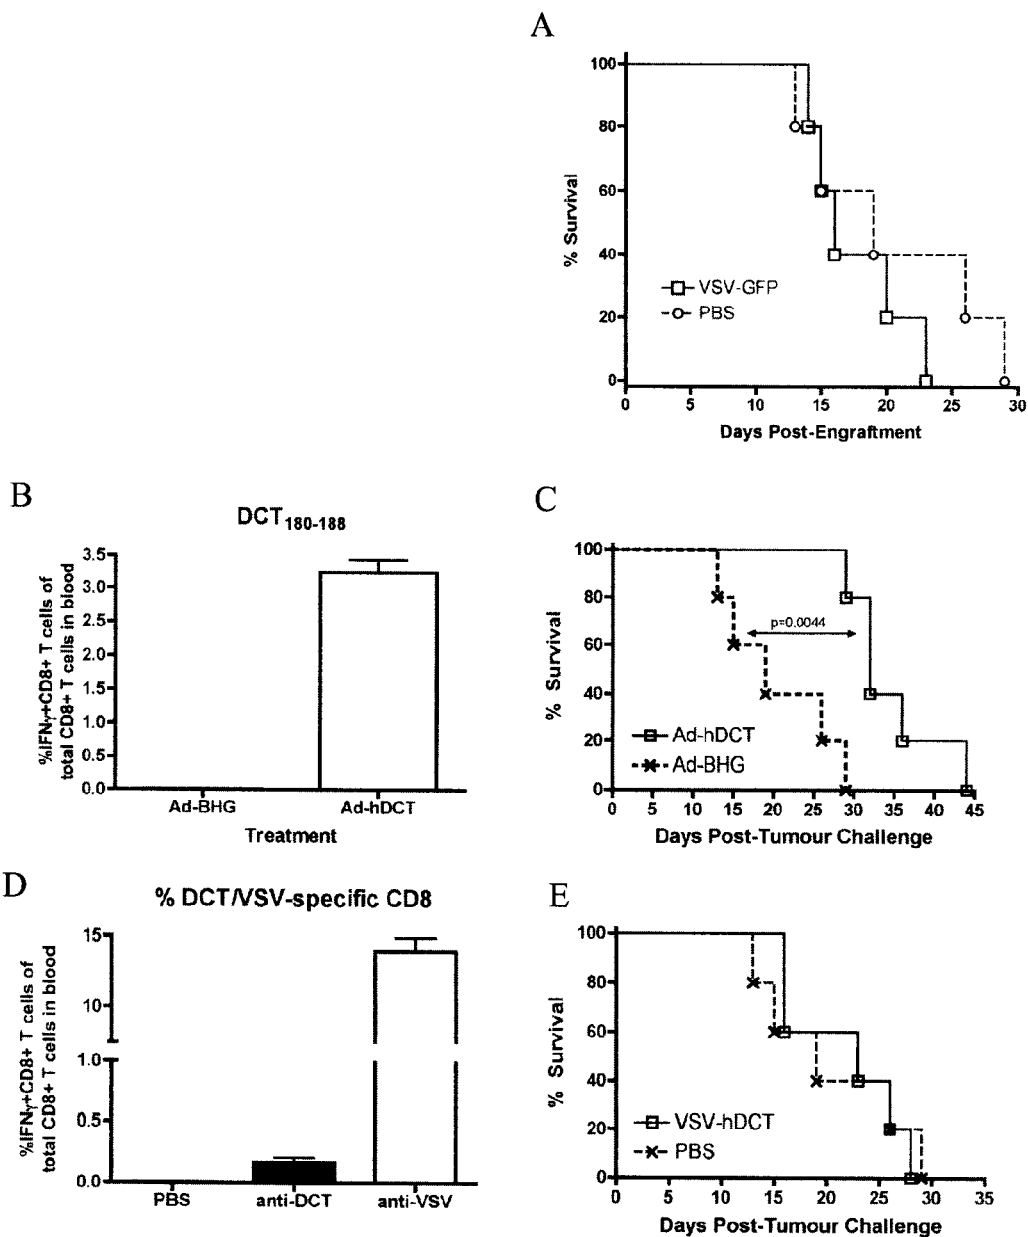 A
100
80
60
40
20
0
% Survival
VSV-GFP
PBS
0 5 10 15 20 25 30
Days Post-Engraftment
B
DCT180-188
3.5
3.0
2.5
2.0
1.5
1.0
0.5
0.0
%IFNγ+CD8+ T cells of
total CD8+ T cells in blood
Ad-BHG Ad-hDCT
Treatment
C
100
80
60
40
20
0
% Survival
p=0.0044
Ad-hDCT
Ad-BHG
0 5 10 15 19 25 30 35 40 45
Days Post-Tumour Challenge
D
% DCT/VSV-specific CD8
15
10
1.0
0.5
0.0
%IFNγ+CD8+ T cells of
total CD8+ T cells in blood
PBS anti-DCT anti-VSV
E
100
80
60
40
20
0
% Survival
VSV-hDCT
PBS
0 5 10 15 20 25 30 35
Days Post-Tumour Challenge